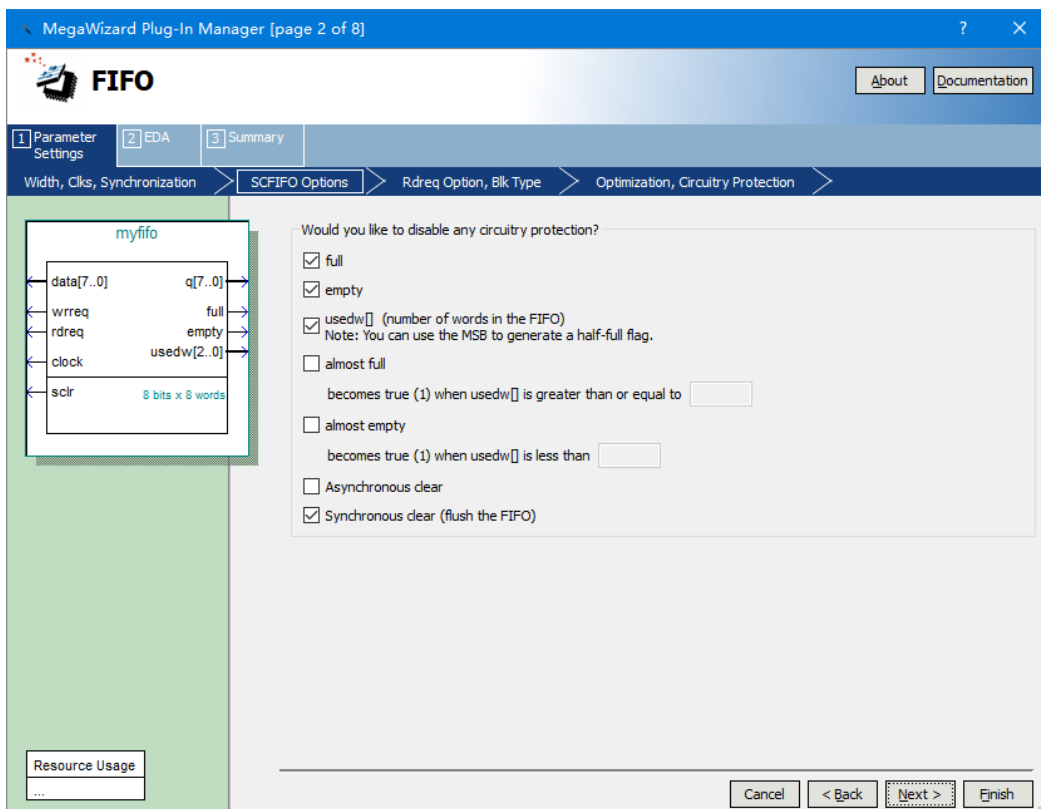 MegaWizard Plug-In Manager [page 2 of 8]
?
FIFO
About
Documentation
1 Parameter Settings
2 EDA
3 Summary
Width, Clks, Synchronization
SCFIFO Options
Rdreq Option, Blk Type
Optimization, Circuitry Protection
myfifo
data[7..0]
q[7..0]
wrreq
full
rdreq
empty
usedw[2..0]
clock
sclr
8 bits x 8 words
Would you like to disable any circuitry protection?
full
empty
usedw[] (number of words in the FIFO)
Note: You can use the MSB to generate a half-full flag.
almost full
becomes true (1) when usedw[] is greater than or equal to
almost empty
becomes true (1) when usedw[] is less than
Asynchronous clear
Synchronous clear (flush the FIFO)
Resource Usage
...
Cancel
< Back
Next >
Finish